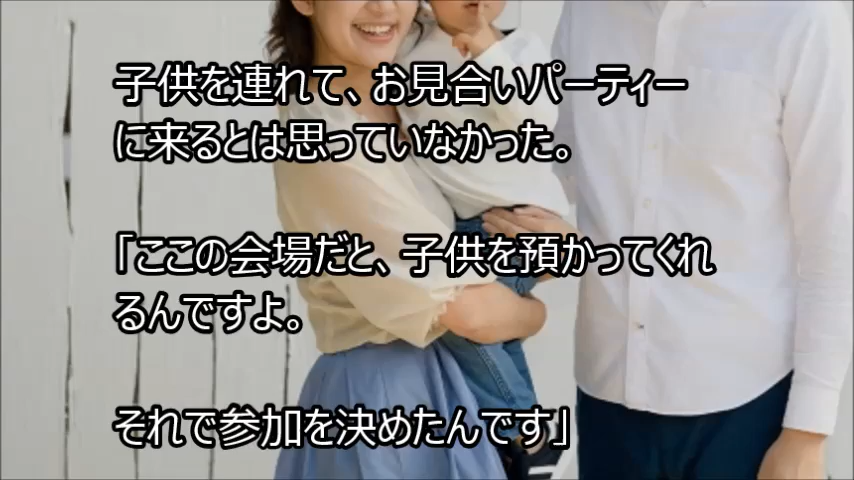 子供を連れて、お見合いパーティー
に来るとは思っていなかった。
「ここの会場だと、子供を預かってくれ
るんですよ。
それで参加を決めたんです」